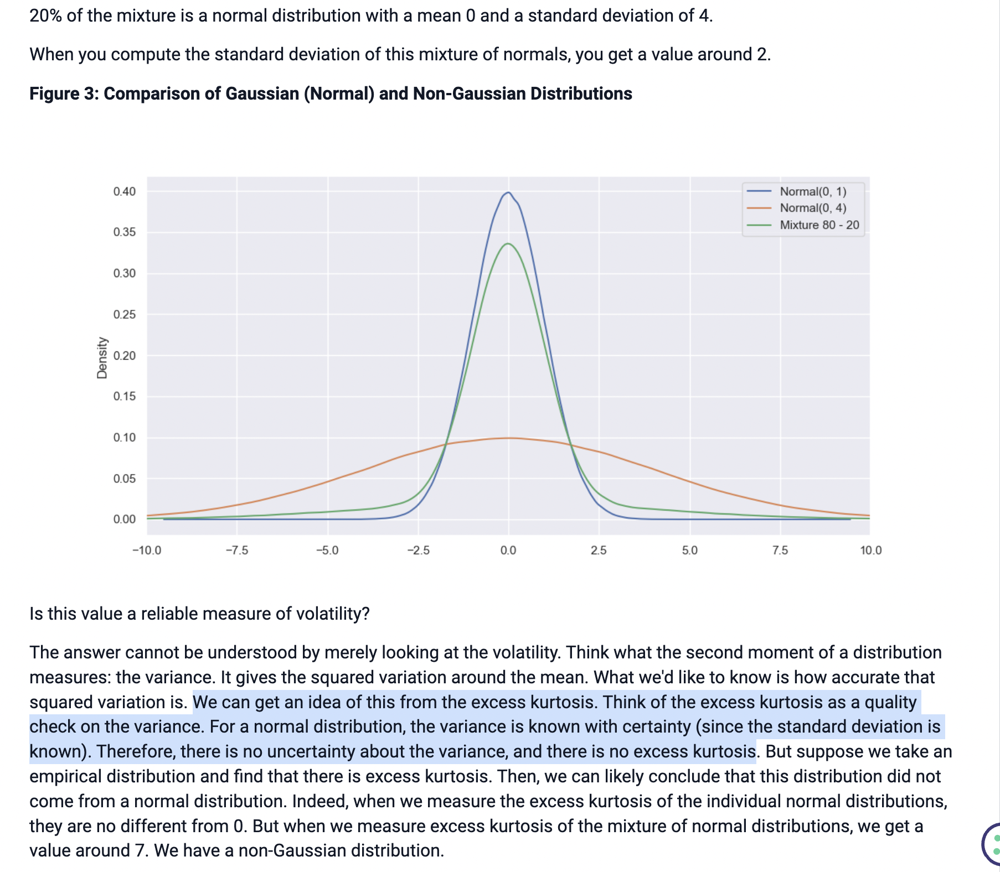 20% of the mixture is a normal distribution with a mean 0 and a standard deviation of 4.
When you compute the standard deviation of this mixture of normals, you get a value around 2.
Figure 3: Comparison of Gaussian (Normal) and Non-Gaussian Distributions
Normal(0, 1)
Normal(0, 4)
Mixture 80 - 20
0.40
0.35
0.30
0.25
0.20
0.15
0.10
0.05
0.00
Density
−10.0 −7.5 −5.0 −2.5 0.0 2.5 5.0 7.5 10.0
Is this value a reliable measure of volatility?
The answer cannot be understood by merely looking at the volatility. Think what the second moment of a distribution
measures: the variance. It gives the squared variation around the mean. What we'd like to know is how accurate that
squared variation is. We can get an idea of this from the excess kurtosis. Think of the excess kurtosis as a quality
check on the variance. For a normal distribution, the variance is known with certainty (since the standard deviation is
known). Therefore, there is no uncertainty about the variance, and there is no excess kurtosis. But suppose we take an
empirical distribution and find that there is excess kurtosis. Then, we can likely conclude that this distribution did not
come from a normal distribution. Indeed, when we measure the excess kurtosis of the individual normal distributions,
they are no different from 0. But when we measure excess kurtosis of the mixture of normal distributions, we get a
value around 7. We have a non-Gaussian distribution.